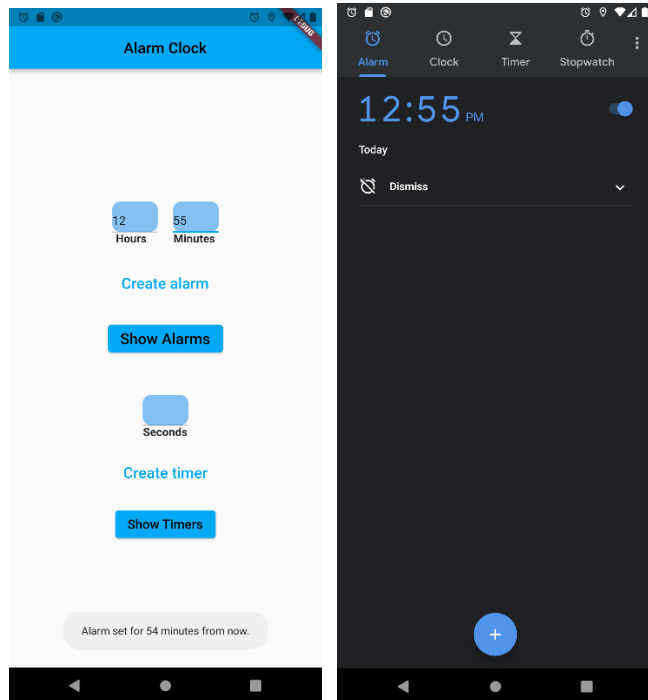 DEBUG
Alarm Clock
12 55
Hours Minutes
Create alarm
Show Alarms
Seconds
Create timer
Show Timers
Alarm set for 54 minutes from now.
Alarm Clock Timer Stopwatch
12:55 PM
Today
Dismiss